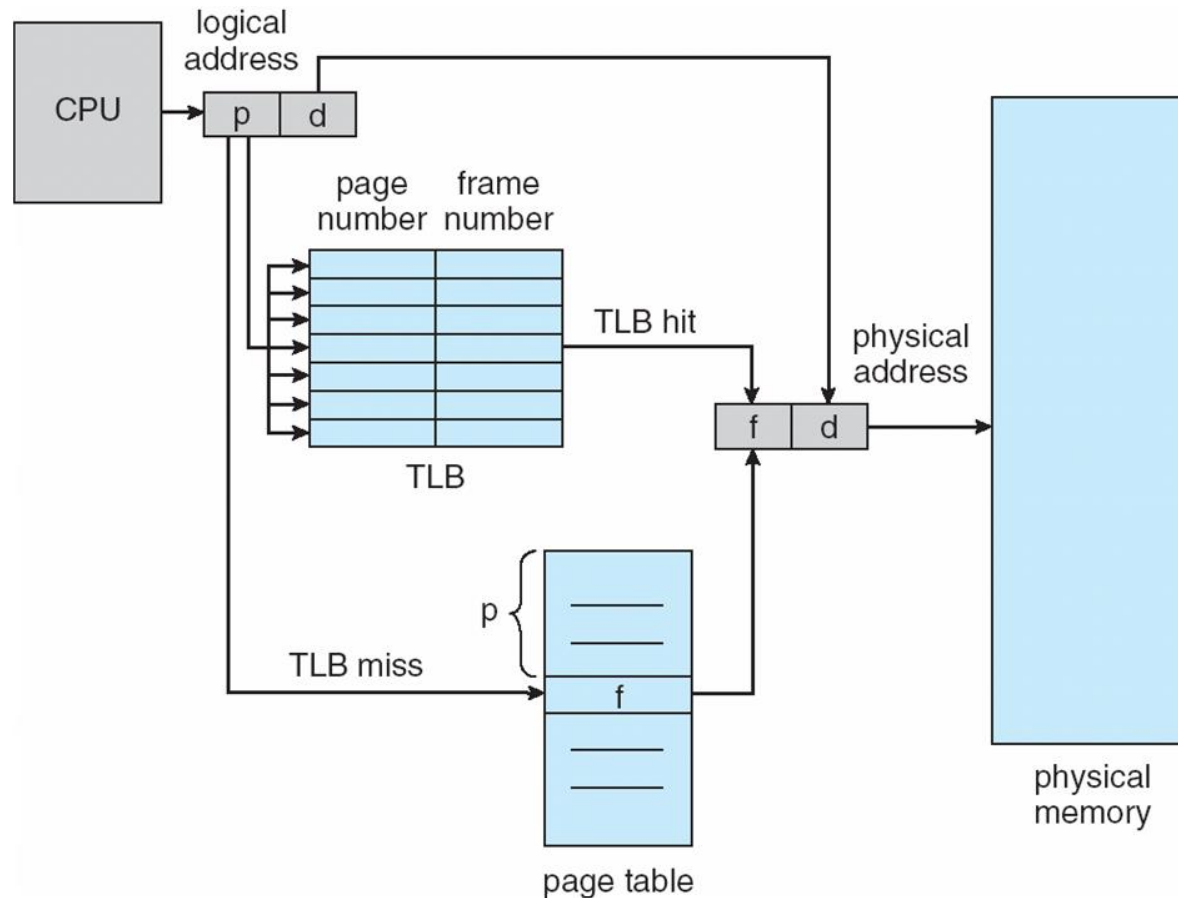 logical
address
CPU
p
d
page
number
frame
number
TLB hit
TLB
physical
address
f
d
p
TLB miss
f
page table
physical
memory